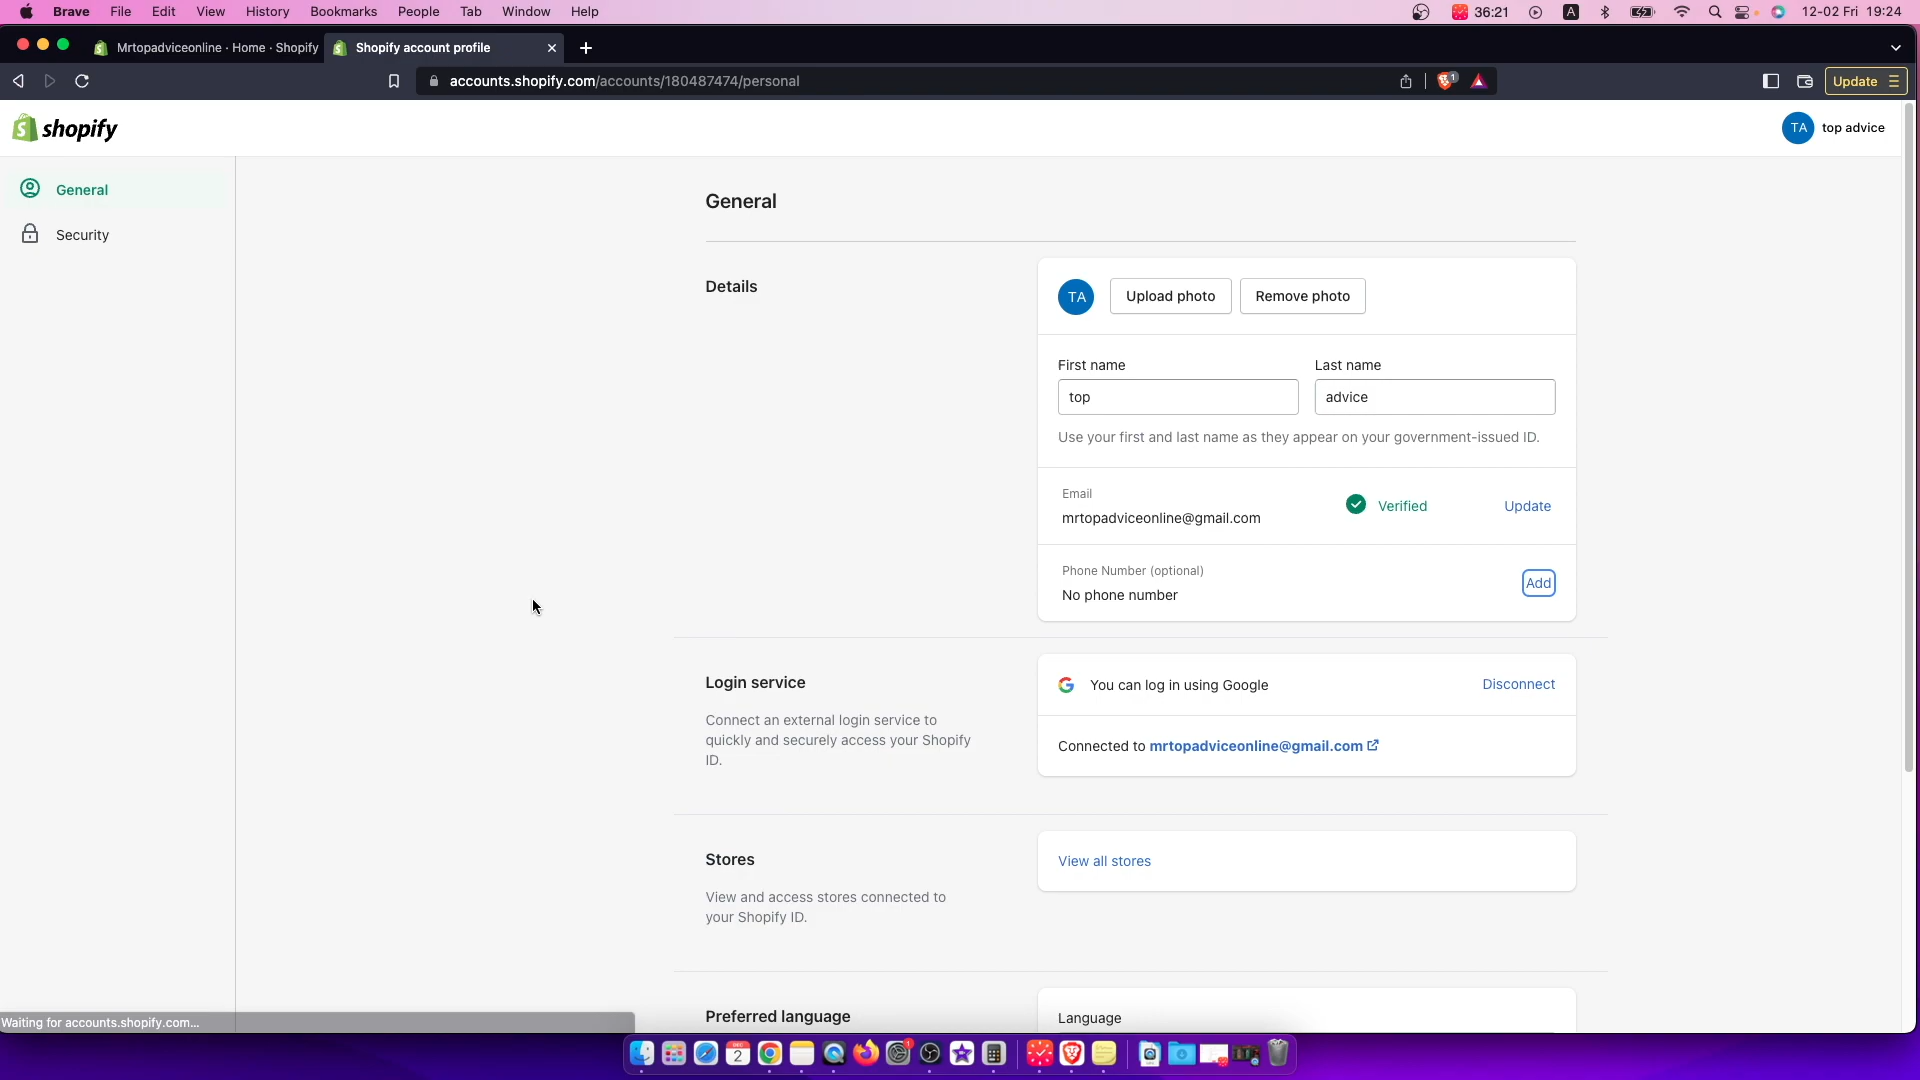 Brave File Edit View History Bookmarks People Tab Window Help 36:21 A 12-02 Fri 19:24
Mrtopadviceonline · Home · Shopify Shopify account profile
accounts.shopify.com/accounts/180487474/personal 1 Update
shopify TA top advice
General
Security
General
Details
TA Upload photo Remove photo
First name Last name
top advice
Use your first and last name as they appear on your government-issued ID.
Email
mrtopadviceonline@gmail.com Verified Update
Phone Number (optional)
No phone number Add
Login service
You can log in using Google Disconnect
Connect an external login service to
quickly and securely access your Shopify
ID.
Connected to mrtopadviceonline@gmail.com
Stores
View all stores
View and access stores connected to
your Shopify ID.
Preferred language
Language
Waiting for accounts.shopify.com...
DEC
2
1